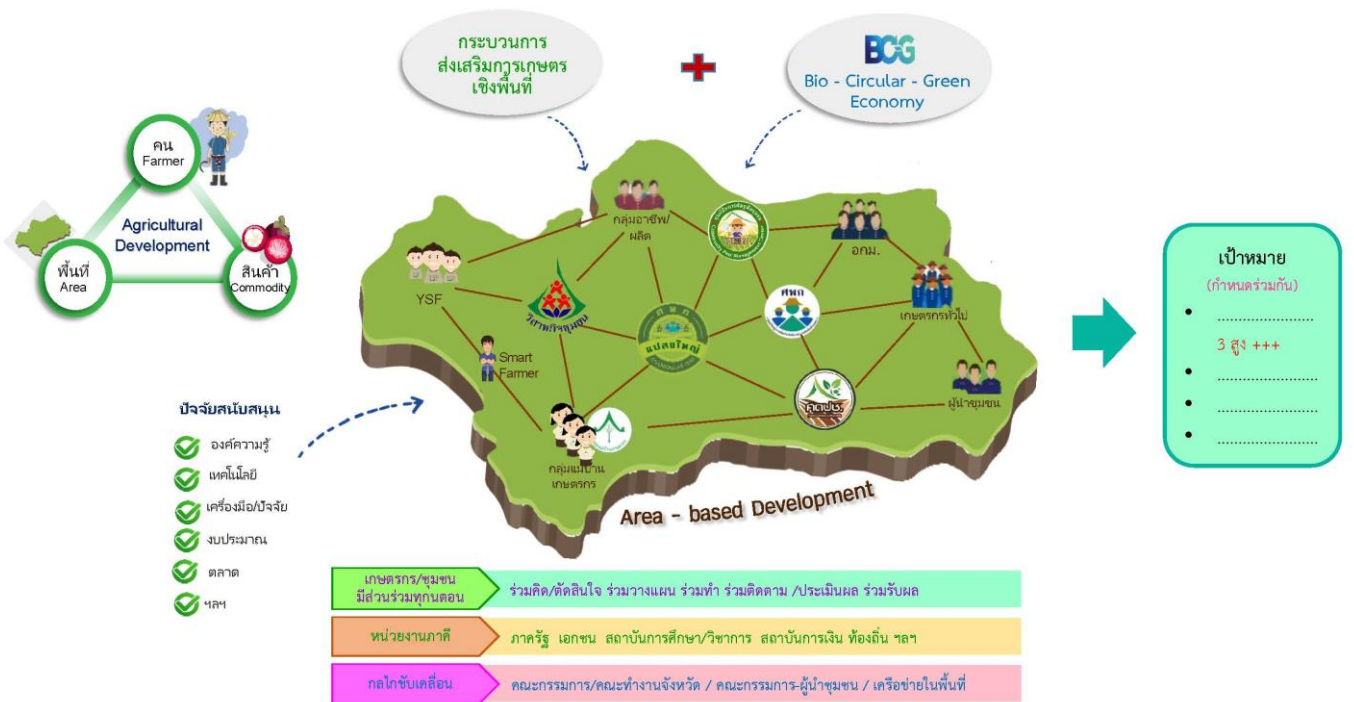 กระบวนการ
ส่งเสริมการเกษตร
เชิงพื้นที่
BCG
Bio - Circular - Green
Economy
คน
Farmer
Agricultural
Development
พื้นที่
Area
สินค้า
Commodity
กลุ่มอาชีพ/
ผลิต
อกม.
YSF
วิสาหกิจชุมชน
ศพก
เกษตรกรทั่วไป
ศพก
แปลงใหญ่
Smart
Farmer
ศดปช.
ผู้นำชุมชน
กลุ่มแม่บ้าน
เกษตรกร
Area - based Development
ปัจจัยสนับสนุน
องค์ความรู้
เทคโนโลยี
เครื่องมือ/ปัจจัย
งบประมาณ
ตลาด
ฯลฯ
เป้าหมาย
(กำหนดร่วมกัน)
• .....................
3 สูง +++
• ......................
• ......................
• ......................
เกษตรกร/ชุมชน
มีส่วนร่วมทุกนตอน
ร่วมคิด/ตัดสินใจ ร่วมวางแผน ร่วมทำ ร่วมติดตาม /ประเมินผล ร่วมรับผล
หน่วยงานภาคี
ภาครัฐ เอกชน สถาบันการศึกษา/วิชาการ สถาบันการเงิน ท้องถิ่น ฯลฯ
กลไกขับเคลื่อน
คณะกรรมการ/คณะทำงานจังหวัด / คณะกรรมการ-ผู้นำชุมชน / เครือข่ายในพื้นที่